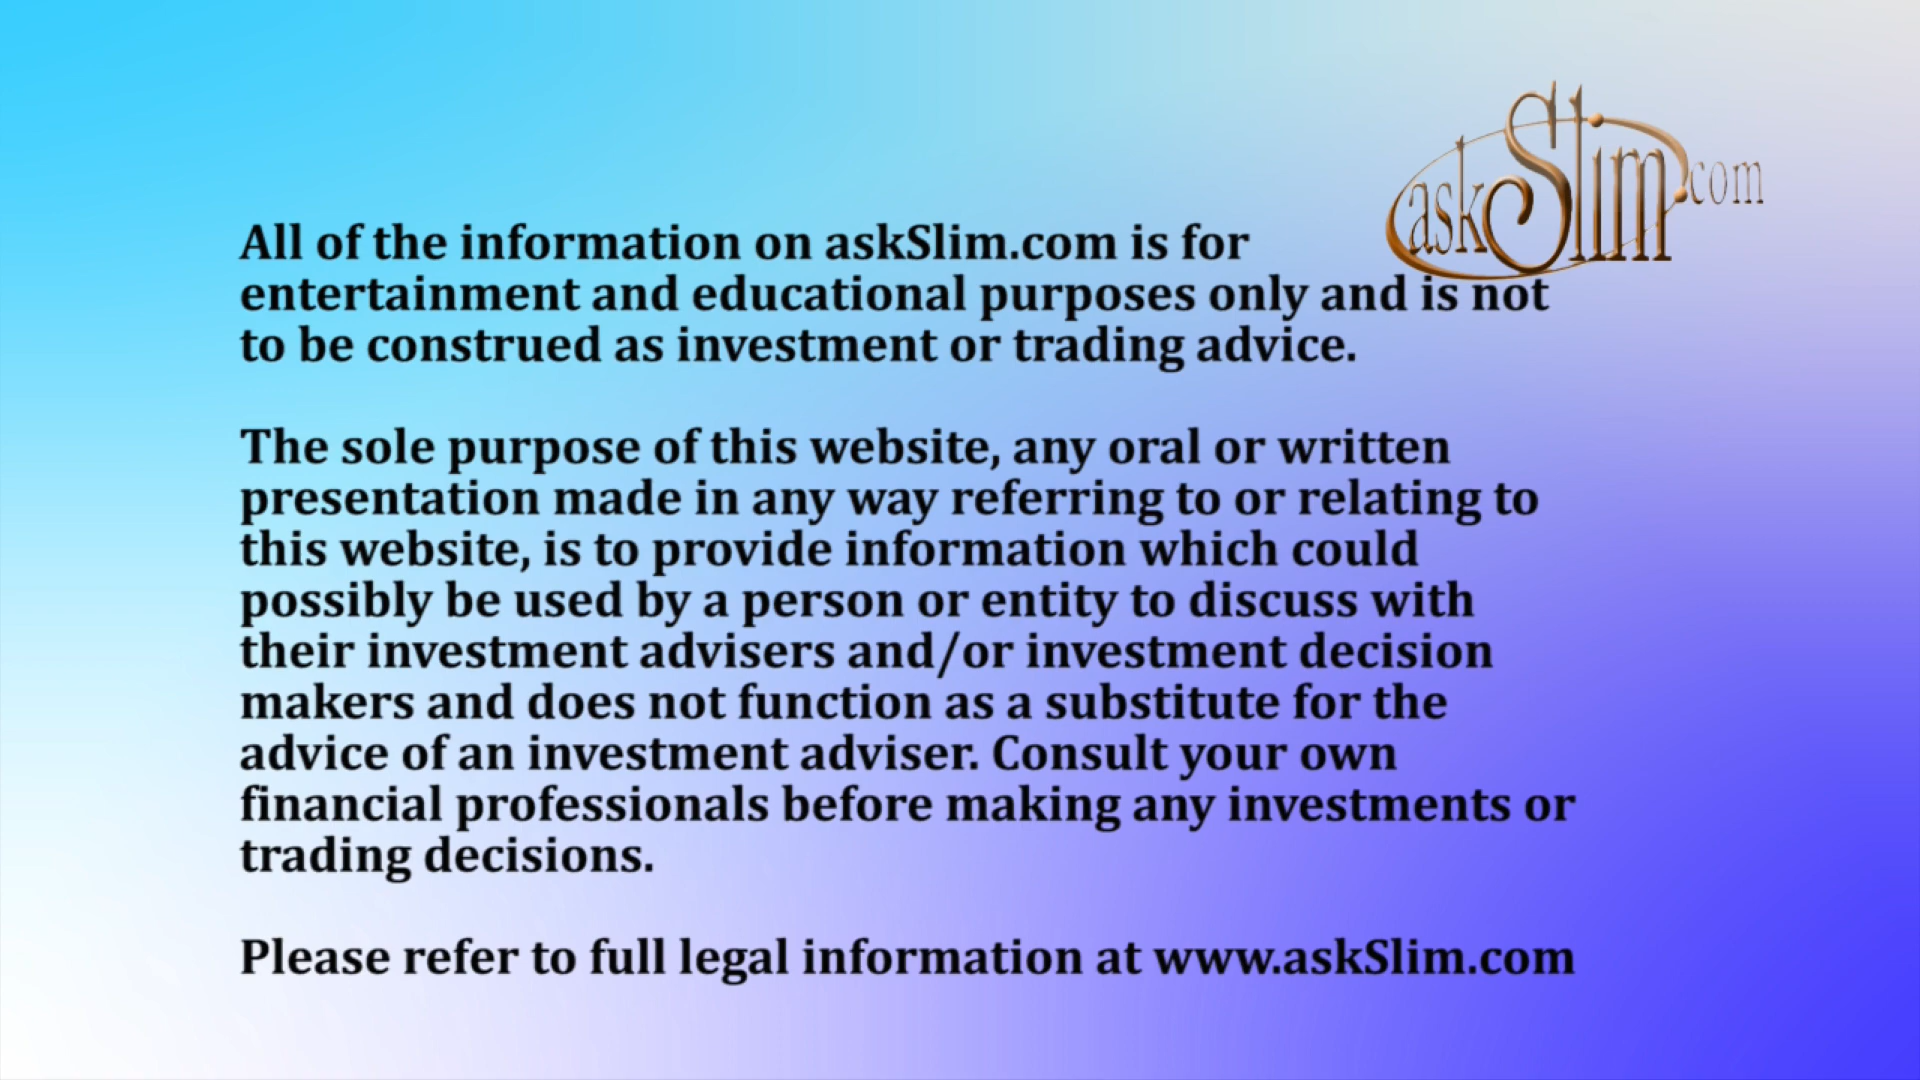 askSlim.com
All of the information on askSlim.com is for
entertainment and educational purposes only and is not
to be construed as investment or trading advice.
The sole purpose of this website, any oral or written
presentation made in any way referring to or relating to
this website, is to provide information which could
possibly be used by a person or entity to discuss with
their investment advisers and/or investment decision
makers and does not function as a substitute for the
advice of an investment adviser. Consult your own
financial professionals before making any investments or
trading decisions.
Please refer to full legal information at www.askSlim.com